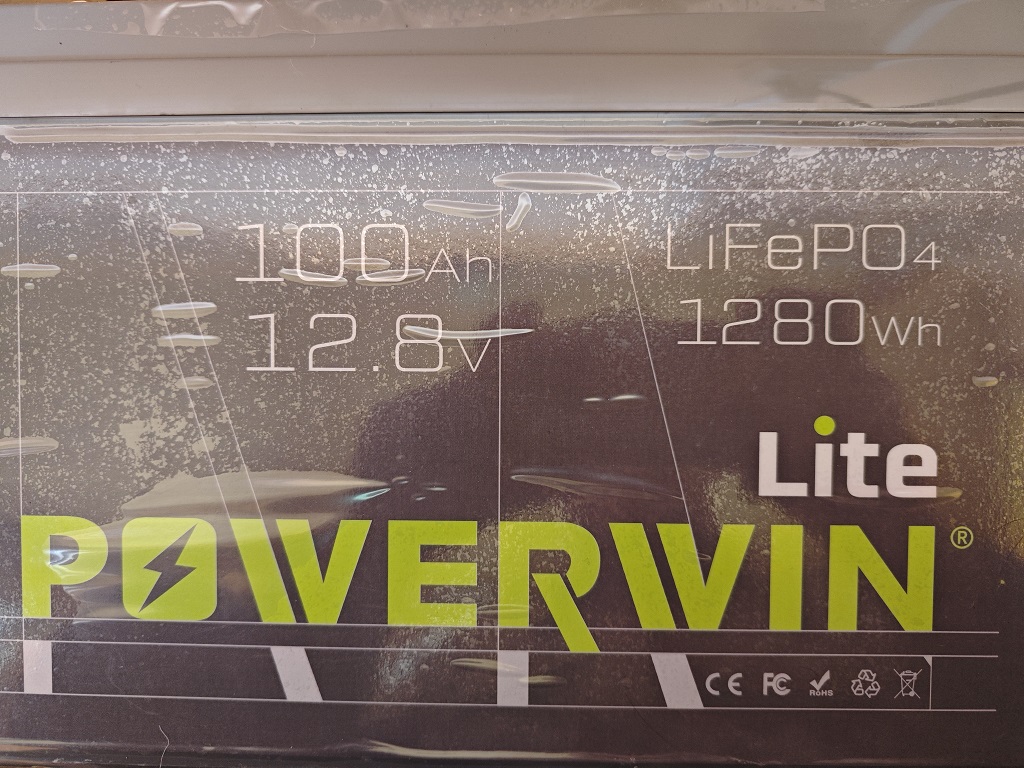 100Ah
12.8V
LiFePO4
1280Wh
Lite
POWERWIN®
CE FC RoHS